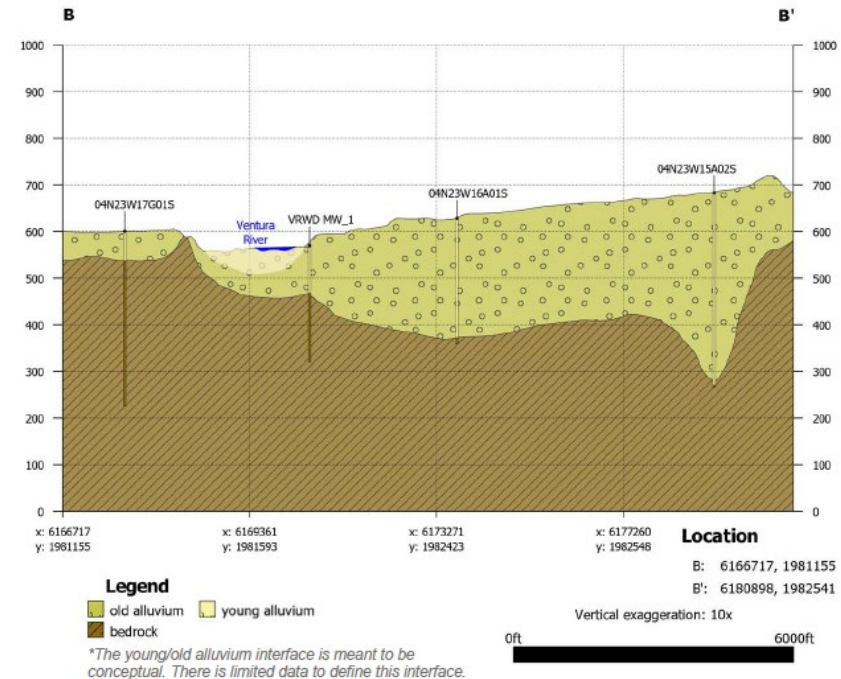 B B'
1000 1000
900 900
800 800
700 700
600 600
500 500
400 400
300 300
200 200
100 100
0 0
04N23W17G01S
Ventura
River
VRWD MW_1
04N23W16A01S
04N23W15A02S
x: 6166717 x: 6169361 x: 6173271 x: 6177260
y: 1981155 y: 1981593 y: 1982423 y: 1982548
Location
B: 6166717, 1981155
B': 6180898, 1982541
Vertical exaggeration: 10x
0ft 6000ft
Legend
old alluvium young alluvium
bedrock
*The young/old alluvium interface is meant to be
conceptual. There is limited data to define this interface.